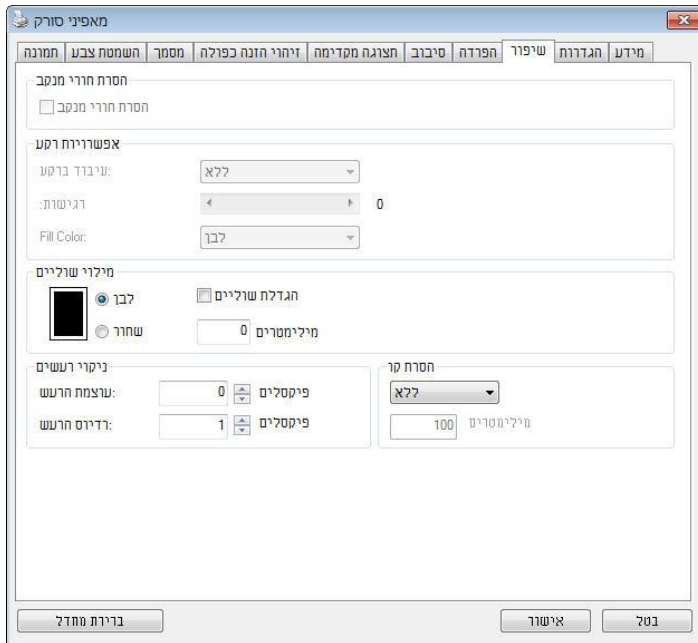 מאפיני סורק
תמונה השמטת צבע מסמך זיהוי הזנה כפולה תצוגה מקדימה סיבוב הפרדה שיפור הגדרות מידע
הסרת חורי מנקב
הסרת חורי מנקב
אפשרויות רקע
עיבוד ברקע: ללא
רגישות: 0
Fill Color: לבן
מילוי שוליים
לבן הגדלת שוליים
שחור 0 מילימטרים
ניקוי רעשים
עוצמת הרעש: 0 פיקסלים
רדיוס הרעש: 1 פיקסלים
הסרת קו
ללא
100 מילימטרים
ברירת מחדל אישור בטל